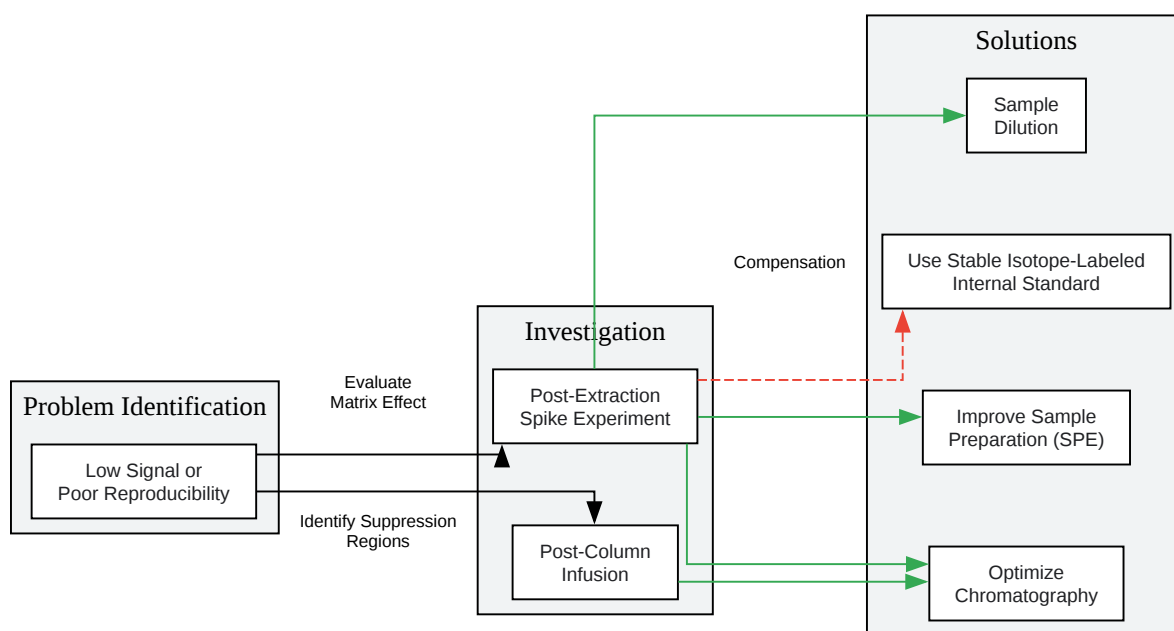 Problem Identification
Low Signal or
Poor Reproducibility
Evaluate
Matrix Effect
Identify Suppression
Regions
Investigation
Post-Extraction
Spike Experiment
Post-Column
Infusion
Compensation
Solutions
Sample
Dilution
Use Stable Isotope-Labeled
Internal Standard
Improve Sample
Preparation (SPE)
Optimize
Chromatography